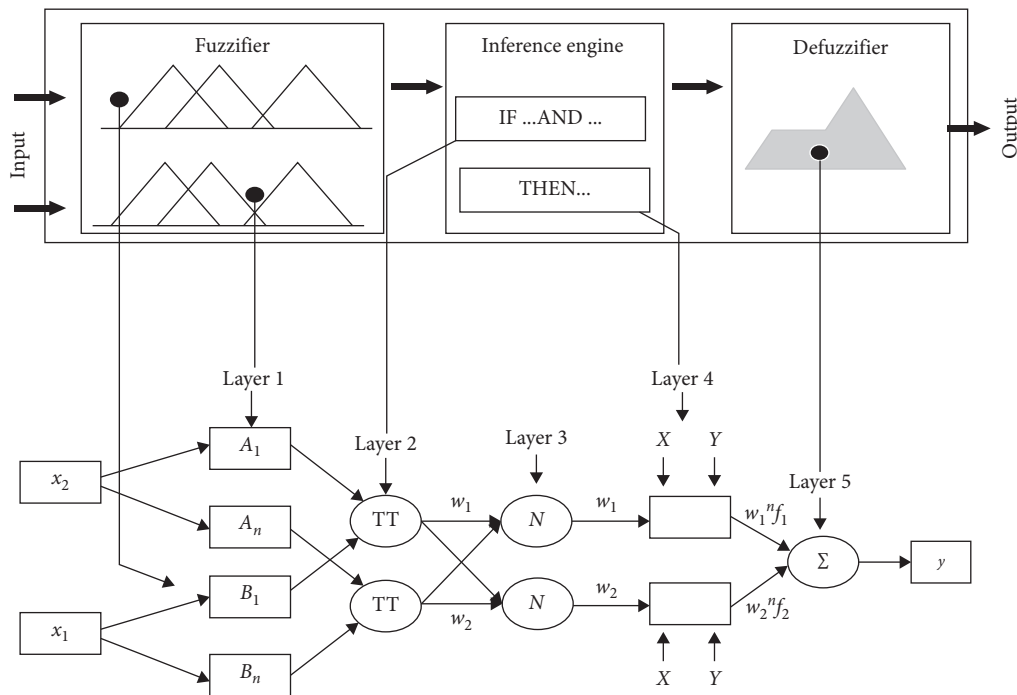 Fuzzifier
Inference engine
Defuzzifier
IF ...AND ...
THEN...
Input
Output
Layer 1
Layer 2
Layer 3
Layer 4
Layer 5
X Y
x₂
A₁
Aₙ
TT
w₁
N
w₁
w₁ⁿf₁
Σ
y
x₁
B₁
Bₙ
TT
w₂
N
w₂
w₂ⁿf₂
X Y